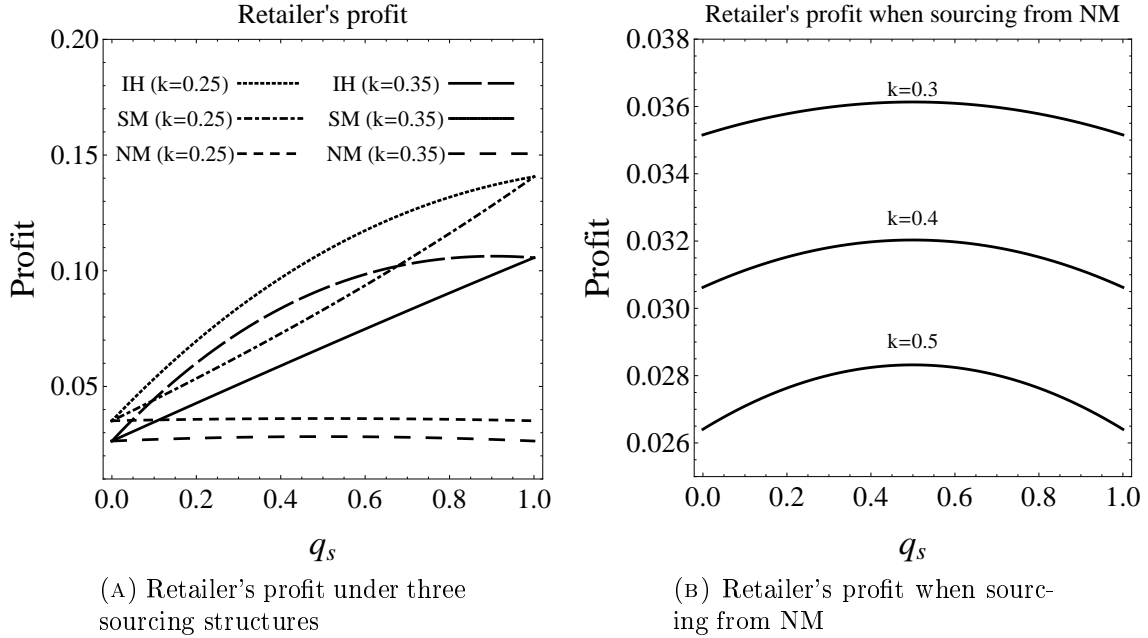 Retailer's profit
0.20
0.15
0.10
0.05
Profit
IH (k=0.25) IH (k=0.35)
SM (k=0.25) SM (k=0.35)
NM (k=0.25) NM (k=0.35)
0.0 0.2 0.4 0.6 0.8 1.0
q_s
(A) Retailer's profit under three
sourcing structures
Retailer's profit when sourcing from NM
0.038
0.036
0.034
0.032
0.030
0.028
0.026
Profit
k=0.3
k=0.4
k=0.5
0.0 0.2 0.4 0.6 0.8 1.0
q_s
(B) Retailer's profit when sourc-
ing from NM